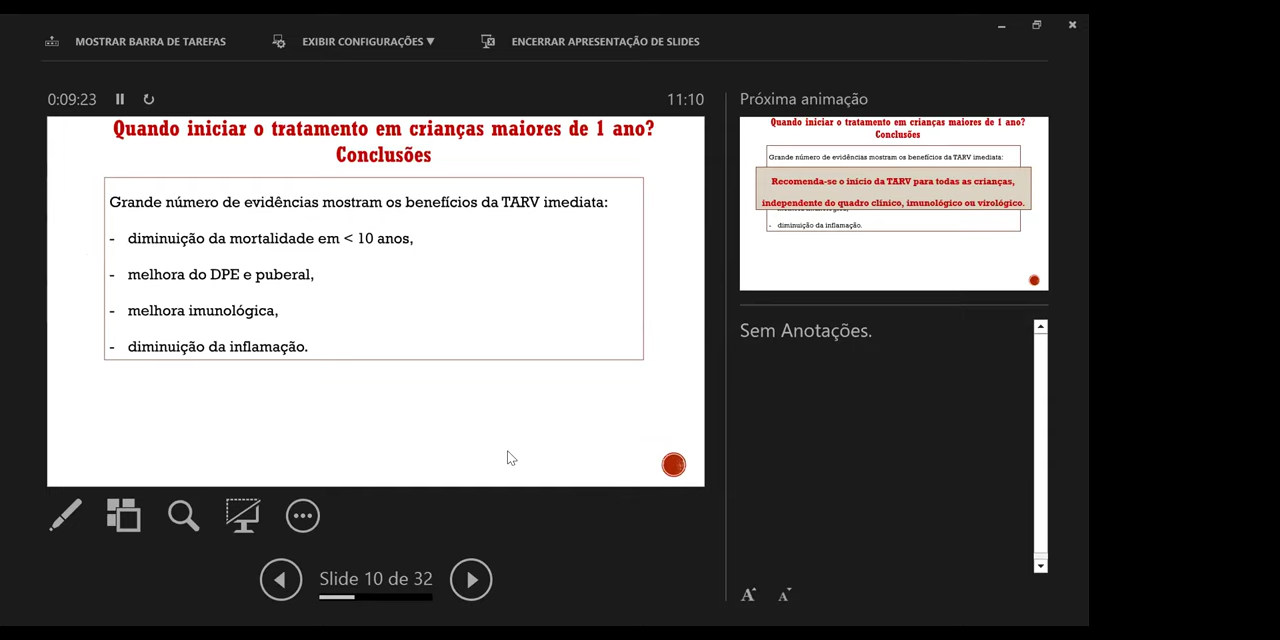 MOSTRAR BARRA DE TAREFAS
EXIBIR CONFIGURAÇÕES ▼
ENCERRAR APRESENTAÇÃO DE SLIDES
0:09:23
11:10
Quando iniciar o tratamento em crianças maiores de 1 ano?
Conclusões
Grande número de evidências mostram os benefícios da TARV imediata:
- diminuição da mortalidade em < 10 anos,
- melhora do DPE e puberal,
- melhora imunológica,
- diminuição da inflamação.
Slide 10 de 32
Próxima animação
Quando iniciar o tratamento em crianças maiores de 1 ano?
Conclusões
Grande número de evidências mostram os benefícios da TARV imediata:
Recomenda-se o início da TARV para todas as crianças,
independente do quadro clínico, imunológico ou virológico.
- diminuição da inflamação.
Sem Anotações.
A A